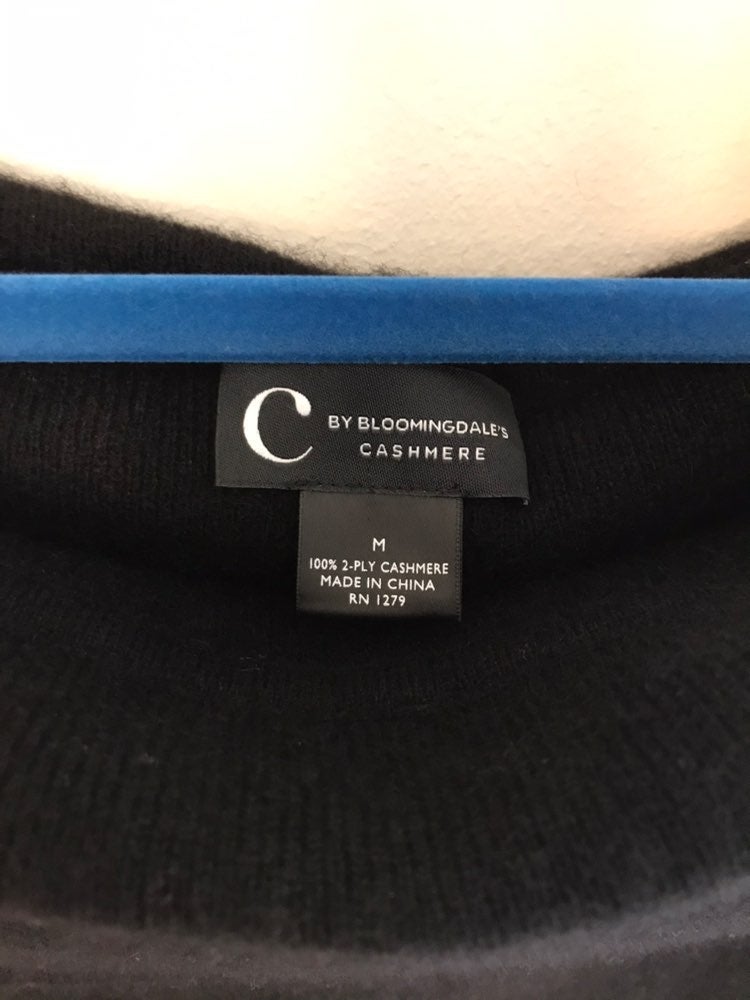 C BY BLOOMINGDALE'S
CASHMERE
M
100% 2-PLY CASHMERE
MADE IN CHINA
RN 1279